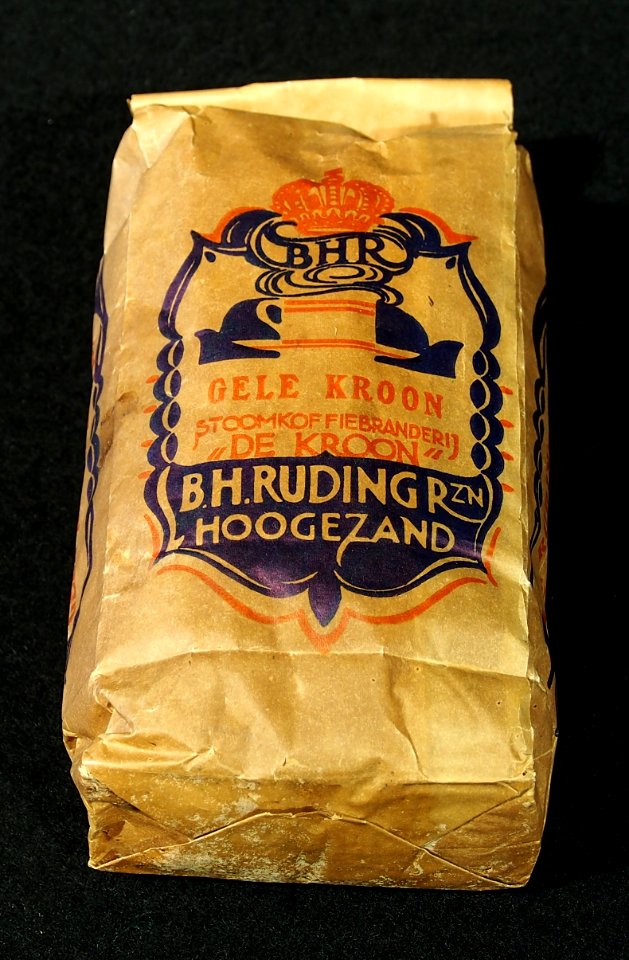 BHR
GELE KROON
STOOMKOFFIEBRANDERIJ
„DE KROON„
B.H. RUDING RZN
HOOGEZAND